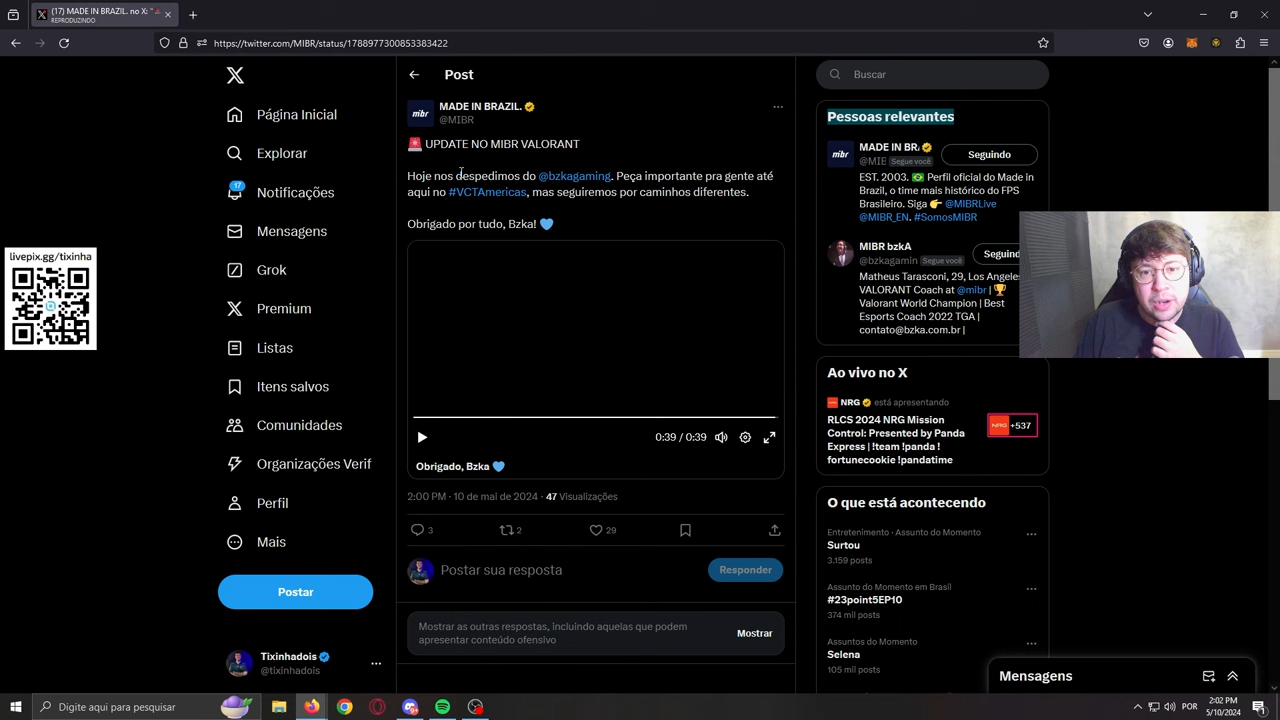 (17) MADE IN BRAZIL. no X: "
REPRODUZINDO
https://twitter.com/MIBR/status/1788977300853383422
Post
Buscar
Página Inicial
Explorar
17
Notificações
Mensagens
Grok
Premium
Listas
Itens salvos
Comunidades
Organizações Verif
Perfil
Mais
Postar
Tixinhadois
@tixinhadois
livepix.gg/tixinha
mibr
MADE IN BRAZIL.
@MIBR
🚨 UPDATE NO MIBR VALORANT
Hoje nos despedimos do @bzkagaming. Peça importante pra gente até
aqui no #VCTAmericas, mas seguiremos por caminhos diferentes.
Obrigado por tudo, Bzka! 💙
0:39 / 0:39
Obrigado, Bzka 💙
2:00 PM · 10 de mai de 2024 · 47 Visualizações
3
2
29
Postar sua resposta
Responder
Mostrar as outras respostas, incluindo aquelas que podem
apresentar conteúdo ofensivo
Mostrar
Pessoas relevantes
mibr
MADE IN BR
@MIE Segue você
Seguindo
EST. 2003. 🇧🇷 Perfil oficial do Made in
Brazil, o time mais histórico do FPS
Brasileiro. Siga 👉 @MIBRLive
@MIBR_EN. #SomosMIBR
MIBR bzkA
@bzkagamin Segue você
Seguind
Matheus Tarasconi, 29, Los Angeles
VALORANT Coach at @mibr | 🏆
Valorant World Champion | Best
Esports Coach 2022 TGA |
contato@bzka.com.br |
Ao vivo no X
NRG está apresentando
RLCS 2024 NRG Mission
Control: Presented by Panda
Express | !team !panda !
fortunecookie !pandatime
NRG +537
O que está acontecendo
Entretenimento · Assunto do Momento
Surtou
3.159 posts
Assunto do Momento em Brasil
#23point5EP10
374 mil posts
Assuntos do Momento
Selena
105 mil posts
Mensagens
Digite aqui para pesquisar
POR
2:02 PM
5/10/2024
1